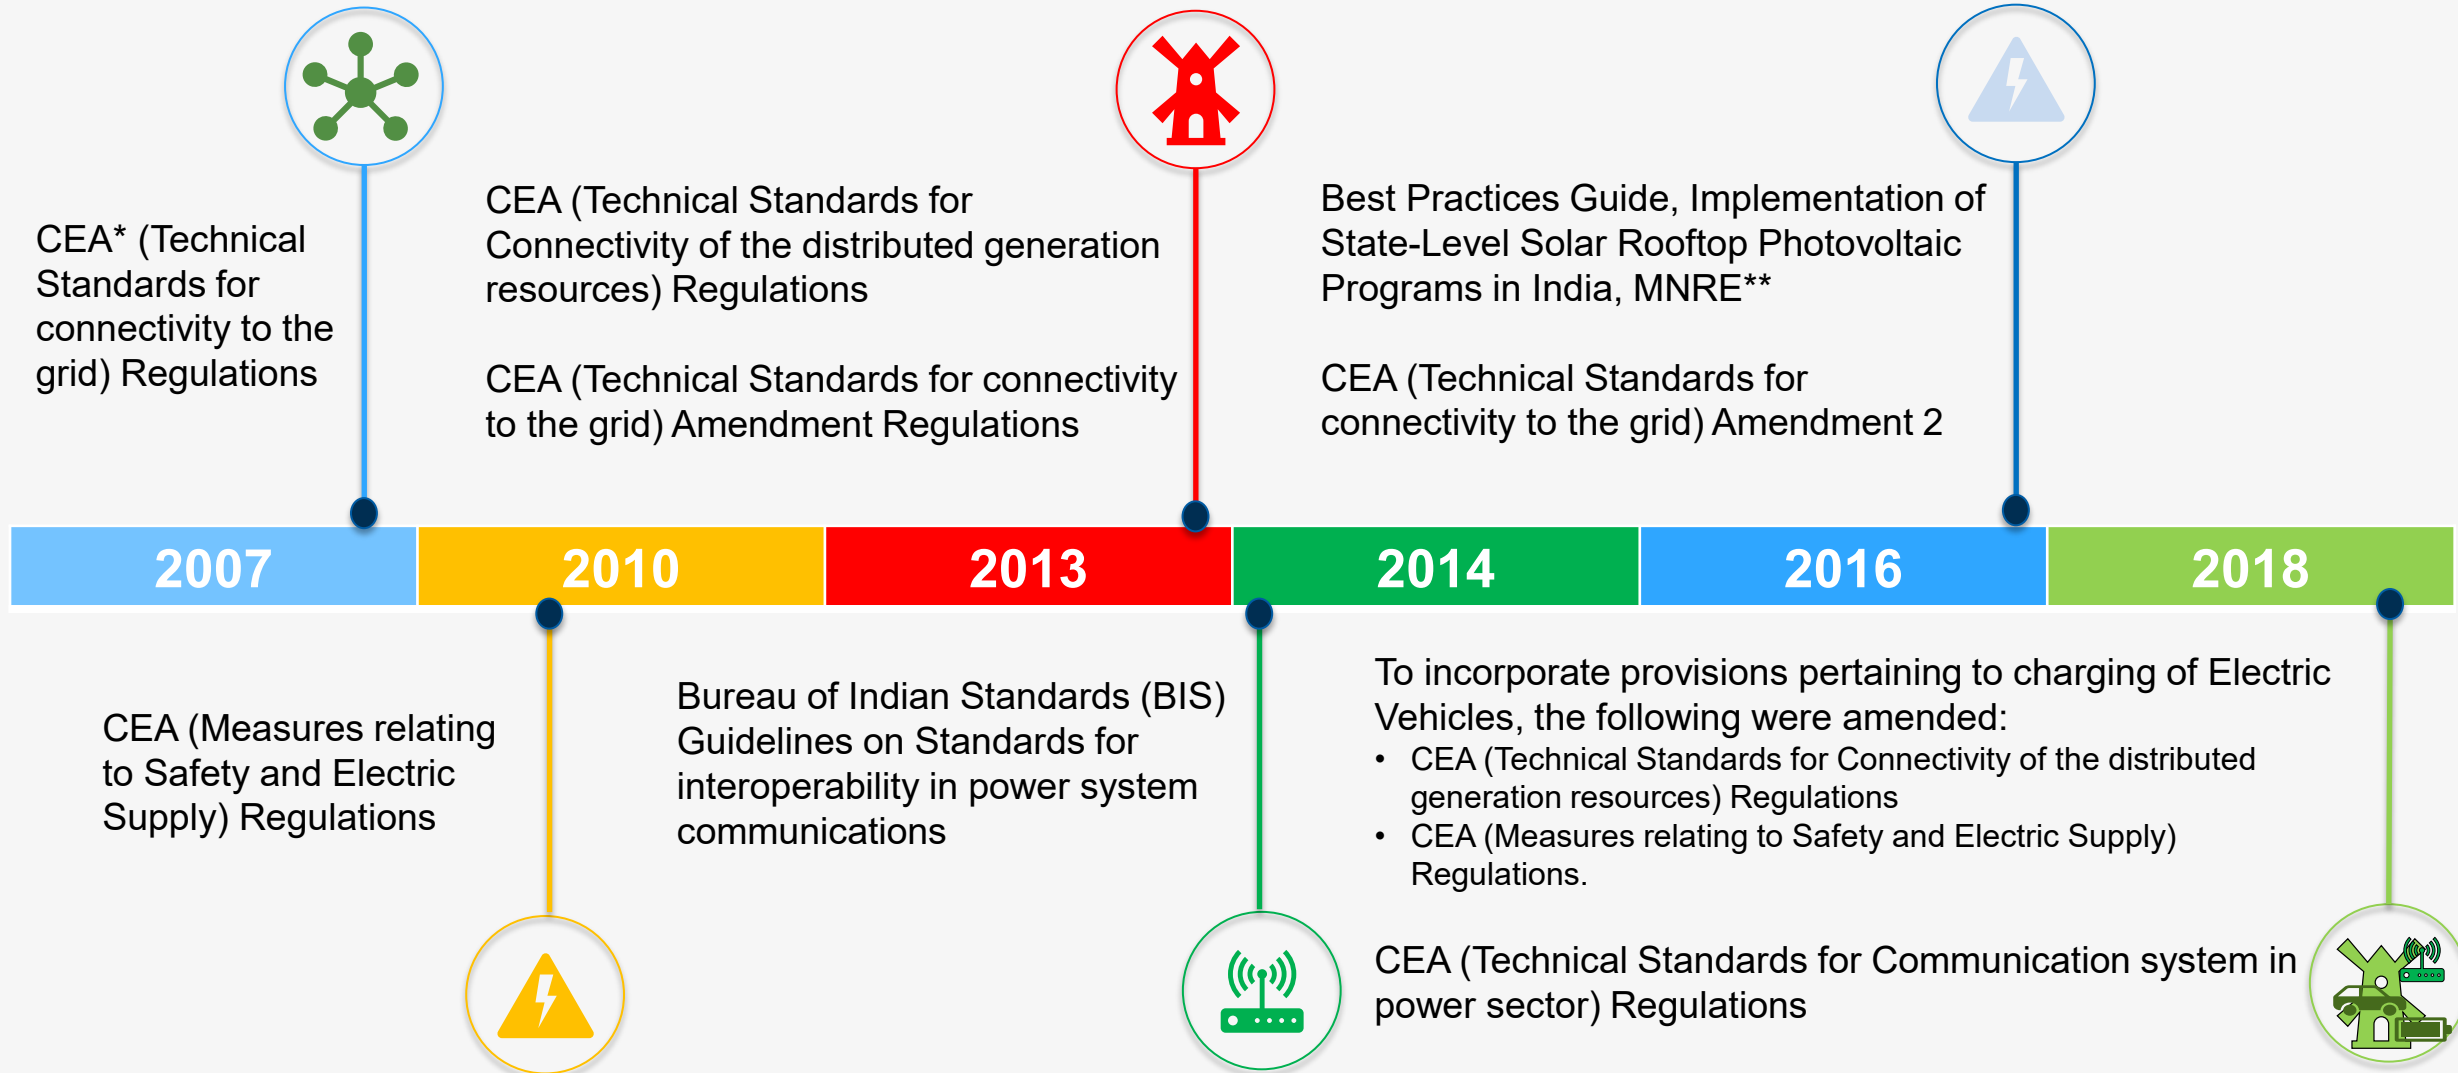 CEA* (Technical
Standards for
connectivity to the
grid) Regulations
CEA (Technical Standards for
Connectivity of the distributed generation
resources) Regulations
CEA (Technical Standards for connectivity
to the grid) Amendment Regulations
Best Practices Guide, Implementation of
State-Level Solar Rooftop Photovoltaic
Programs in India, MNRE**
CEA (Technical Standards for
connectivity to the grid) Amendment 2
2007
2010
2013
2014
2016
2018
CEA (Measures relating
to Safety and Electric
Supply) Regulations
Bureau of Indian Standards (BIS)
Guidelines on Standards for
interoperability in power system
communications
To incorporate provisions pertaining to charging of Electric
Vehicles, the following were amended:
• CEA (Technical Standards for Connectivity of the distributed
generation resources) Regulations
• CEA (Measures relating to Safety and Electric Supply)
Regulations.
CEA (Technical Standards for Communication system in
power sector) Regulations